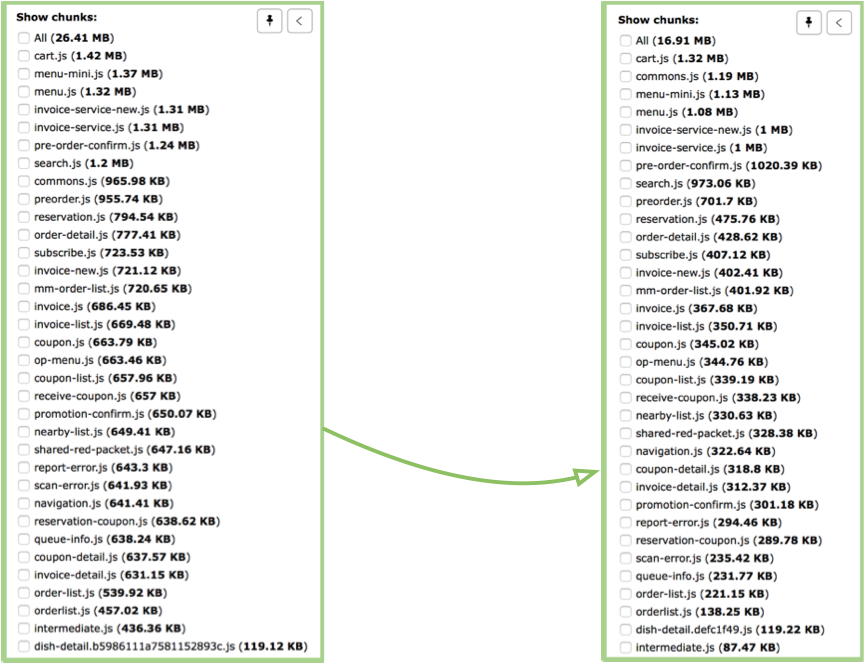 Show chunks:
All (26.41 MB)
cart.js (1.42 MB)
menu-mini.js (1.37 MB)
menu.js (1.32 MB)
invoice-service-new.js (1.31 MB)
invoice-service.js (1.31 MB)
pre-order-confirm.js (1.24 MB)
search.js (1.2 MB)
commons.js (965.98 KB)
preorder.js (955.74 KB)
reservation.js (794.54 KB)
order-detail.js (777.41 KB)
subscribe.js (723.53 KB)
invoice-new.js (721.12 KB)
mm-order-list.js (720.65 KB)
invoice.js (686.45 KB)
invoice-list.js (669.48 KB)
coupon.js (663.79 KB)
op-menu.js (663.46 KB)
coupon-list.js (657.96 KB)
receive-coupon.js (657 KB)
promotion-confirm.js (650.07 KB)
nearby-list.js (649.41 KB)
shared-red-packet.js (647.16 KB)
report-error.js (643.3 KB)
scan-error.js (641.93 KB)
navigation.js (641.41 KB)
reservation-coupon.js (638.62 KB)
queue-info.js (638.24 KB)
coupon-detail.js (637.57 KB)
invoice-detail.js (631.15 KB)
order-list.js (539.92 KB)
orderlist.js (457.02 KB)
intermediate.js (436.36 KB)
dish-detail.b5986111a7581152893c.js (119.12 KB)
Show chunks:
All (16.91 MB)
cart.js (1.32 MB)
commons.js (1.19 MB)
menu-mini.js (1.13 MB)
menu.js (1.08 MB)
invoice-service-new.js (1 MB)
invoice-service.js (1 MB)
pre-order-confirm.js (1020.39 KB)
search.js (973.06 KB)
preorder.js (701.7 KB)
reservation.js (475.76 KB)
order-detail.js (428.62 KB)
subscribe.js (407.12 KB)
invoice-new.js (402.41 KB)
mm-order-list.js (401.92 KB)
invoice.js (367.68 KB)
invoice-list.js (350.71 KB)
coupon.js (345.02 KB)
op-menu.js (344.76 KB)
coupon-list.js (339.19 KB)
receive-coupon.js (338.23 KB)
nearby-list.js (330.63 KB)
shared-red-packet.js (328.38 KB)
navigation.js (322.64 KB)
coupon-detail.js (318.8 KB)
invoice-detail.js (312.37 KB)
promotion-confirm.js (301.18 KB)
report-error.js (294.46 KB)
reservation-coupon.js (289.78 KB)
scan-error.js (235.42 KB)
queue-info.js (231.77 KB)
order-list.js (221.15 KB)
orderlist.js (138.25 KB)
dish-detail.defc1f49.js (119.22 KB)
intermediate.js (87.47 KB)